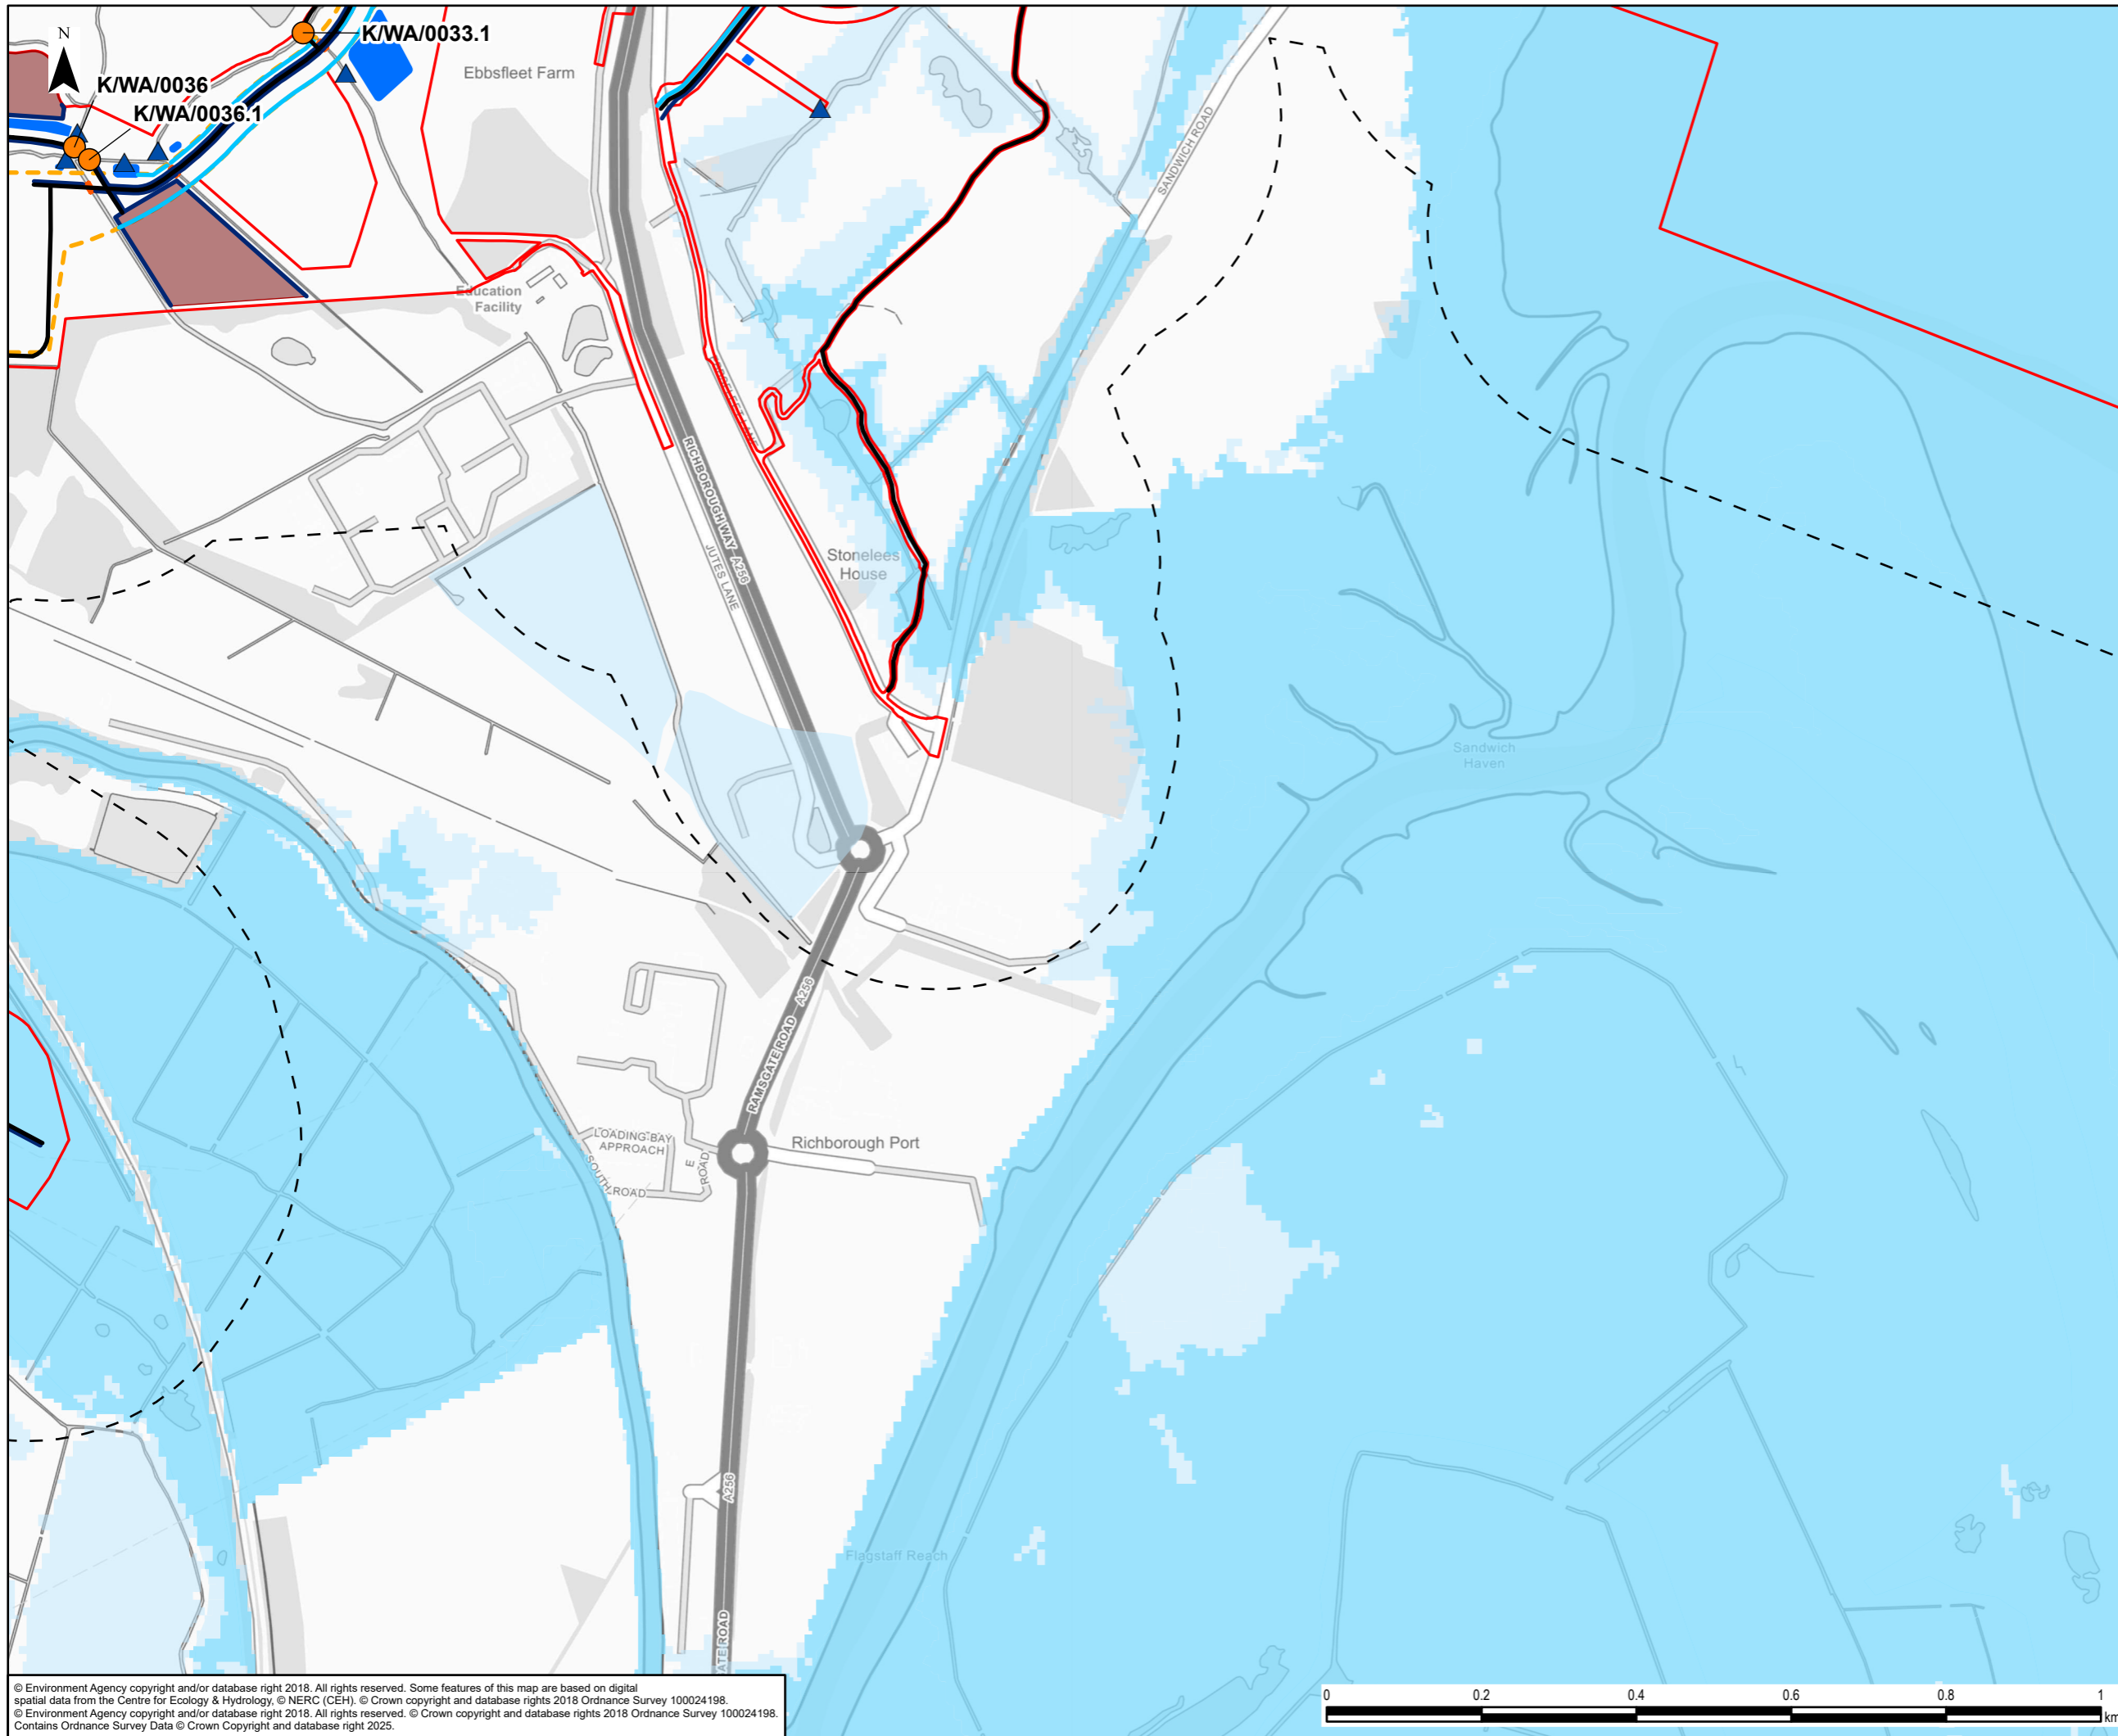 N
K/WA/0033.1
Ebbsfleet Farm
K/WA/0036
K/WA/0036.1
SANDWICH ROAD
Education
Facility
RICHBOROUGH WAY A256
JUTES LANE
Stonelees
House
Sandwich
Haven
RAMSGATE ROAD A256
LOADING BAY
APPROACH
Richborough Port
SOUTH ROAD
E
ROAD
A256
Flagstaff Reach
ATE ROAD
© Environment Agency copyright and/or database right 2018. All rights reserved. Some features of this map are based on digital
spatial data from the Centre for Ecology & Hydrology, © NERC (CEH). © Crown copyright and database rights 2018 Ordnance Survey 100024198.
© Environment Agency copyright and/or database right 2018. All rights reserved. © Crown copyright and database rights 2018 Ordnance Survey 100024198.
Contains Ordnance Survey Data © Crown Copyright and database right 2025.
0 0.2 0.4 0.6 0.8 1
km